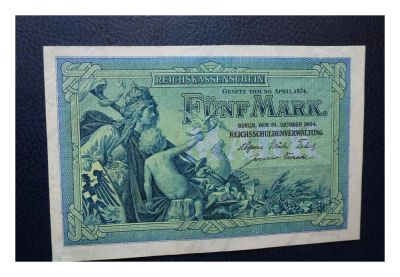 REICHSKASSENSCHEIN
GESETZ VOM 30. APRIL 1874.
FÜNF MARK.
BERLIN, DEN 31. OKTOBER 1904.
REICHSSCHULDENVERWALTUNG